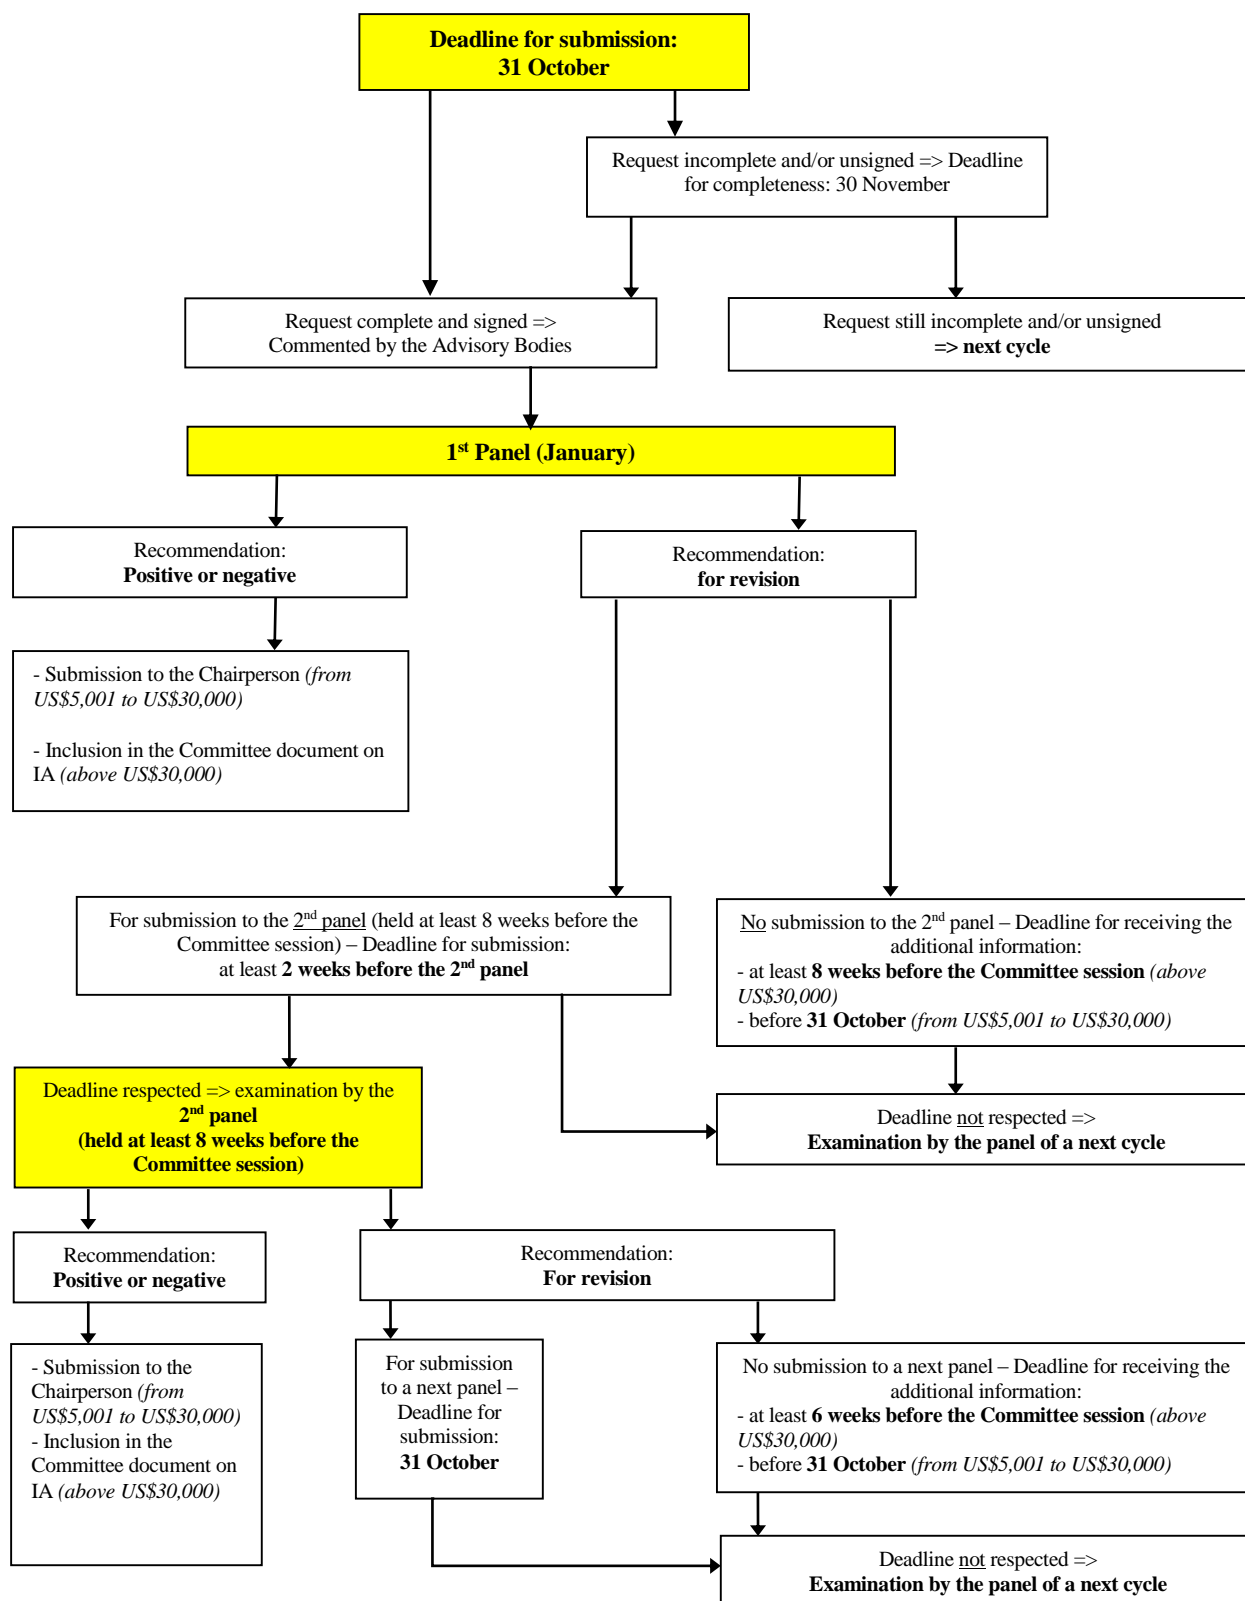 Deadline for submission:
31 October
Request incomplete and/or unsigned => Deadline
for completeness: 30 November
Request complete and signed =>
Commented by the Advisory Bodies
Request still incomplete and/or unsigned
=> next cycle
1st Panel (January)
Recommendation:
Positive or negative
Recommendation:
for revision
- Submission to the Chairperson (from
US$5,001 to US$30,000)
- Inclusion in the Committee document on
IA (above US$30,000)
For submission to the 2nd panel (held at least 8 weeks before the
Committee session) – Deadline for submission:
at least 2 weeks before the 2nd panel
No submission to the 2nd panel – Deadline for receiving the
additional information:
- at least 8 weeks before the Committee session (above
US$30,000)
- before 31 October (from US$5,001 to US$30,000)
Deadline respected => examination by the
2nd panel
(held at least 8 weeks before the
Committee session)
Deadline not respected =>
Examination by the panel of a next cycle
Recommendation:
Positive or negative
Recommendation:
For revision
- Submission to the
Chairperson (from
US$5,001 to US$30,000)
- Inclusion in the
Committee document on
IA (above US$30,000)
For submission
to a next panel –
Deadline for
submission:
31 October
No submission to a next panel – Deadline for receiving the
additional information:
- at least 6 weeks before the Committee session (above
US$30,000)
- before 31 October (from US$5,001 to US$30,000)
Deadline not respected =>
Examination by the panel of a next cycle